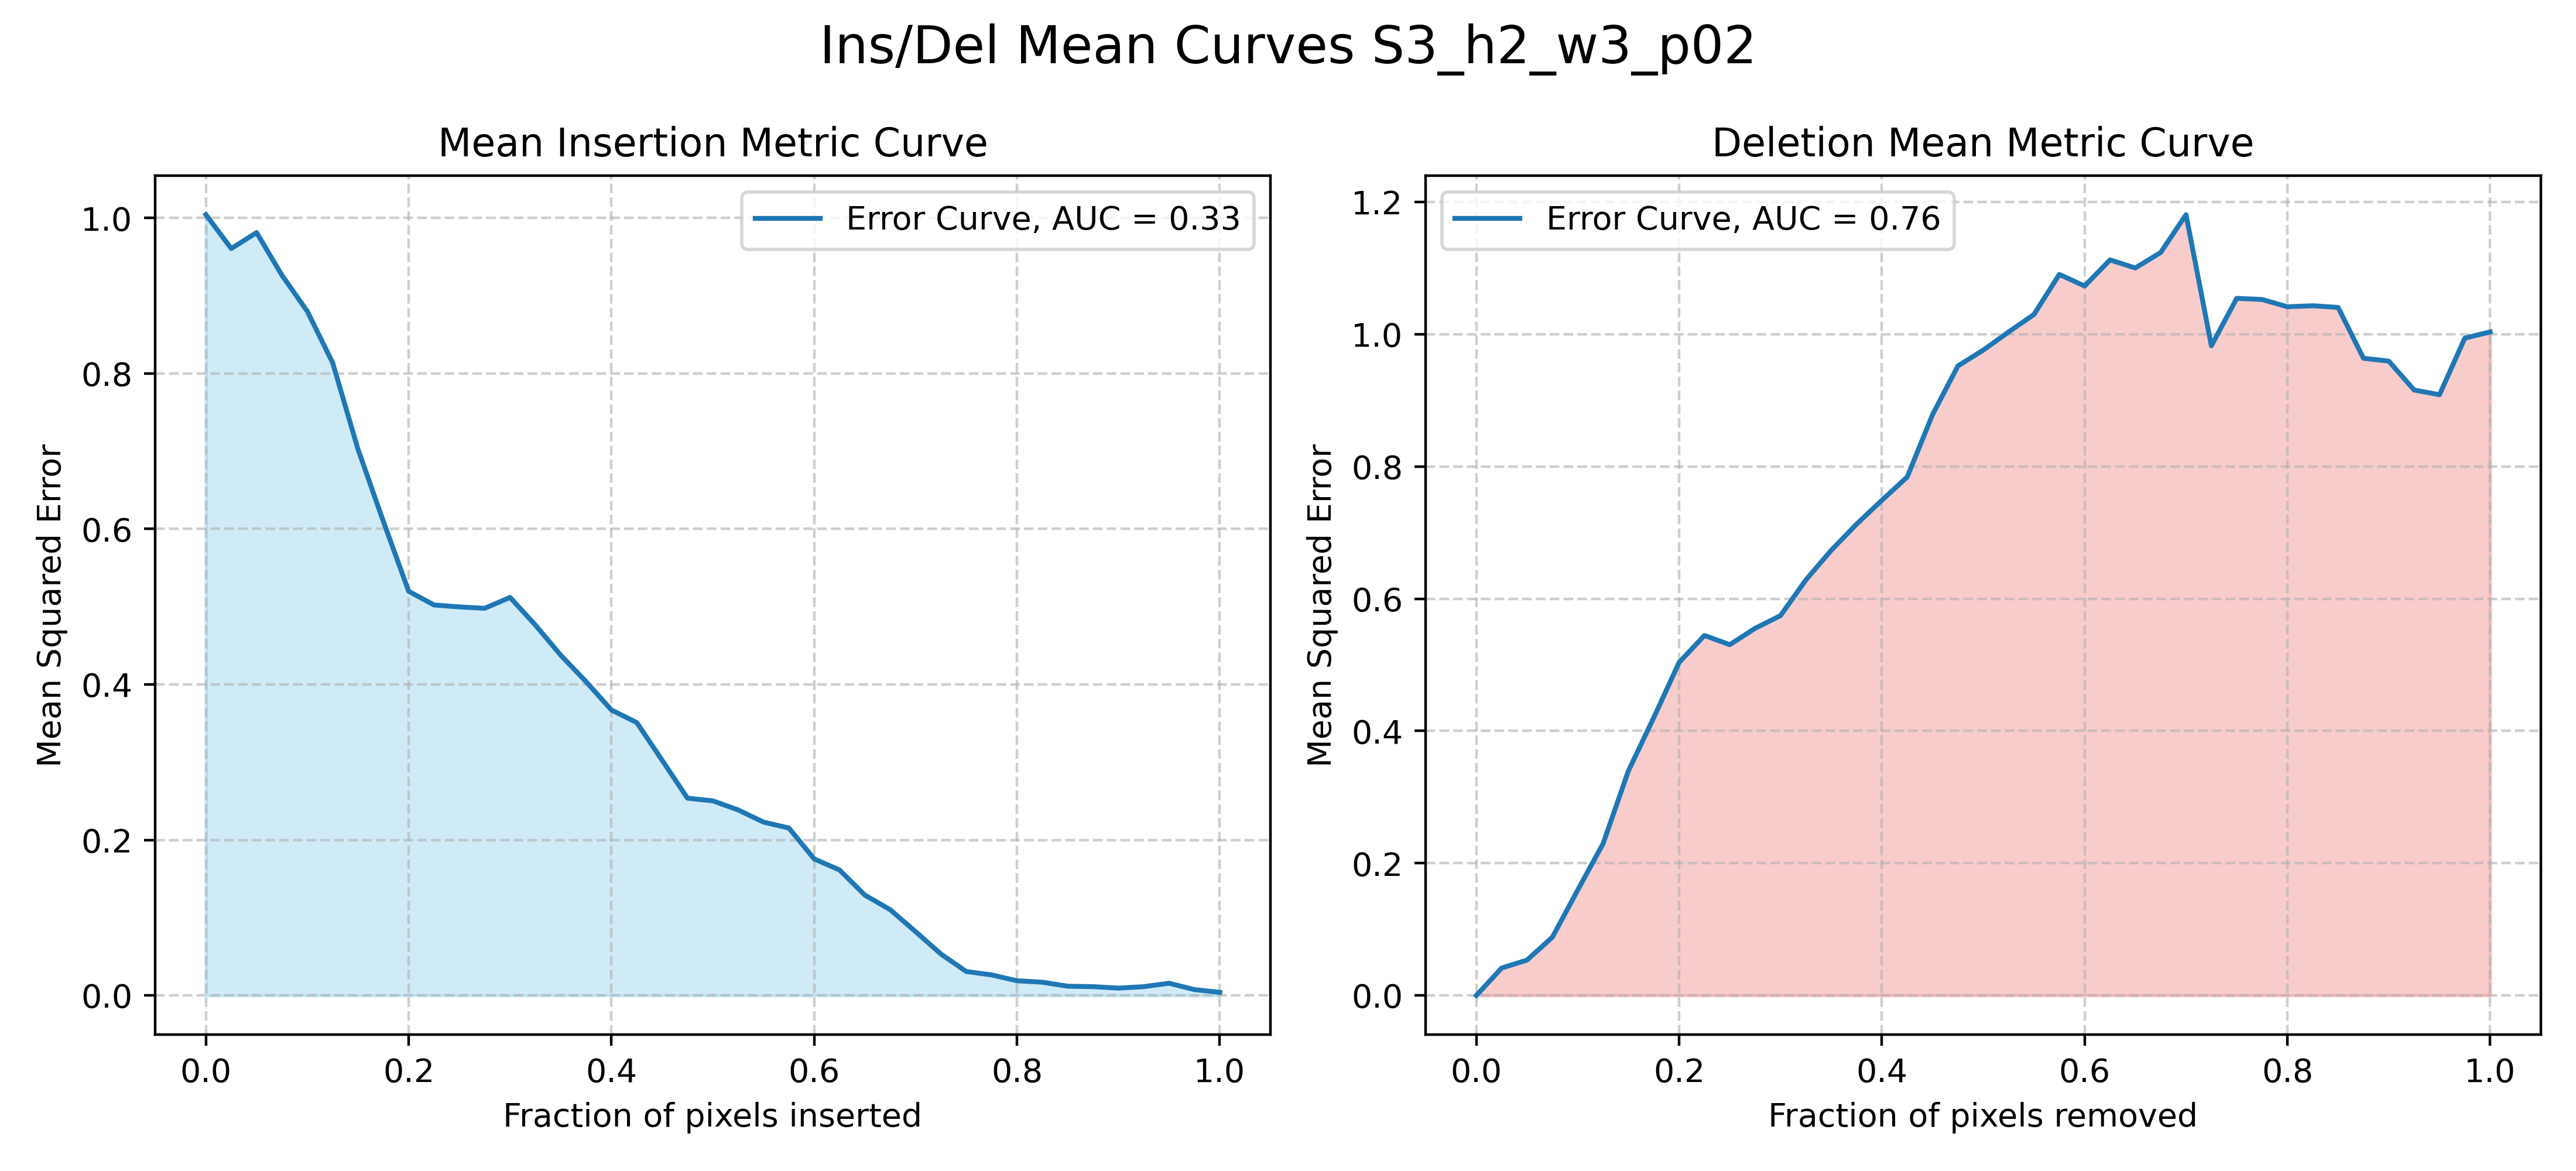 Ins/Del Mean Curves S3_h2_w3_p02
Mean Insertion Metric Curve
Error Curve, AUC = 0.33
Mean Squared Error
1.0
0.8
0.6
0.4
0.2
0.0
0.0 0.2 0.4 0.6 0.8 1.0
Fraction of pixels inserted
Deletion Mean Metric Curve
Error Curve, AUC = 0.76
Mean Squared Error
1.2
1.0
0.8
0.6
0.4
0.2
0.0
0.0 0.2 0.4 0.6 0.8 1.0
Fraction of pixels removed